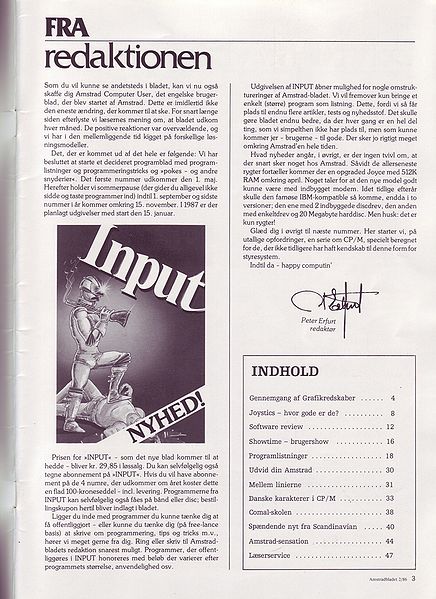 FRA
redaktionen
Som du vil kunne se andetsteds i bladet, kan vi nu også
skaffe dig Amstrad Computer User, det engelske bruger-
blad, der blev startet af Amstrad. Dette er imidlertid ikke
den eneste ændring, der kommer til at ske. For snart længe
siden efterlyste vi læsernes mening om, at bladet udkom
hver måned. De positive reaktioner var overvældende, og
vi har i den mellemliggende tid kigget på forskellige løs-
ningsmodeller.
Det, der er kommet ud af det hele er følgende: Vi har
besluttet at starte et decideret programblad med program-
listninger og programmeringstricks og »pokes - og andre
snyderier«. Det første nummer udkommer den 1. maj.
Herefter holder vi sommerpause (der gider du alligevel ikke
sidde og taste programmer ind) indtil 1. september og sidste
nummer i år kommer omkring 15. november. I 1987 er der
planlagt udgivelser med start den 15. januar.
Input
NYHED!
Prisen for »INPUT« - som det nye blad kommer til at
hedde - bliver kr. 29,85 i løssalg. Du kan selvfølgelig også
tegne abonnement på »INPUT«. Hvis du vil have abonne-
ment på de 4 numre, der udkommer om året koster dette
en flad 100-kroneseddel - incl. levering. Programmerne fra
INPUT kan selvfølgelig også fåes på bånd eller disc; bestil-
lingskupon hertil bliver indlagt i bladet.
Ligger du inde med programmer du kunne tænke dig at
få offentliggjort - eller kunne du tænke dig (på free-lance
basis) at skrive om programmering, tips og tricks m.v.,
hører vi meget gerne fra dig. Ring eller skriv til Amstrad-
bladets redaktion snarest muligt. Programmer, der offent-
liggøres i INPUT honoreres med beløb der varierer efter
programmets størrelse, anvendelighed osv.
Udgivelsen af INPUT åbner mulighed for nogle omstruk-
tureringer af Amstrad-bladet. Vi vil fremover kun bringe et
enkelt (større) program som listning. Dette, fordi vi så får
plads til endnu flere artikler, tests og nyhedsstof. Det skulle
gøre bladet endnu bedre, da der hver gang er en hel del
ting, som vi simpelthen ikke har plads til, men som kunne
kommer jer - brugerne - til gode. Der sker jo rigtigt meget
omkring Amstrad'en hele tiden.
Hvad nyheder angår, i øvrigt, er der ingen tvivl om, at
der snart sker noget hos Amstrad. Såvidt de allerseneste
rygter fortæller kommer der en opgraded Joyce med 512K
RAM omkring april. Noget taler for at den nye model godt
kunne være med indbygget modem. Idet tidlige efterår
skulle den famøse IBM-kompatible så komme, endda i to
versioner; den ene med 2 indbyggede discdrev, den anden
med enkeltdrev og 20 Megabyte harddisc. Men husk: det er
kun rygter!
Glæd dig i øvrigt til næste nummer. Her starter vi, på
utallige opfordringer, en serie om CP/M, specielt beregnet
for de, der ikke tidligere har haft kendskab til denne form for
styresystem.
Indtil da - happy computin'
Peter Erfurt
redaktør
INDHOLD
Gennemgang af Grafikredskaber ..... 4
Joystics – hvor gode er de? .......... 8
Software review .................. 12
Showtime – brugershow ............ 16
Programlistninger ................. 18
Udvid din Amstrad ................ 30
Mellem linierne ................... 31
Danske karakterer i CP/M .......... 33
Comal-skolen ..................... 38
Spændende nyt fra Scandinavian .... 40
Amstrad-sensation ................ 44
Læserservice ...................... 47
Amstradbladet 2/86 3